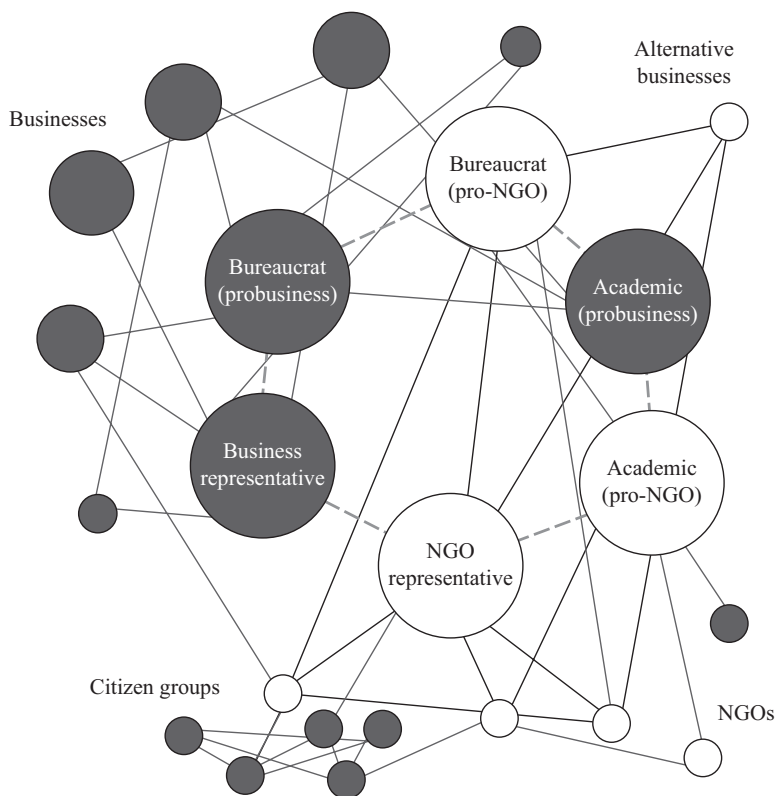 Alternative
businesses
Businesses
Bureaucrat
(pro-NGO)
Bureaucrat
(probusiness)
Academic
(probusiness)
Business
representative
Academic
(pro-NGO)
NGO
representative
Citizen groups
NGOs